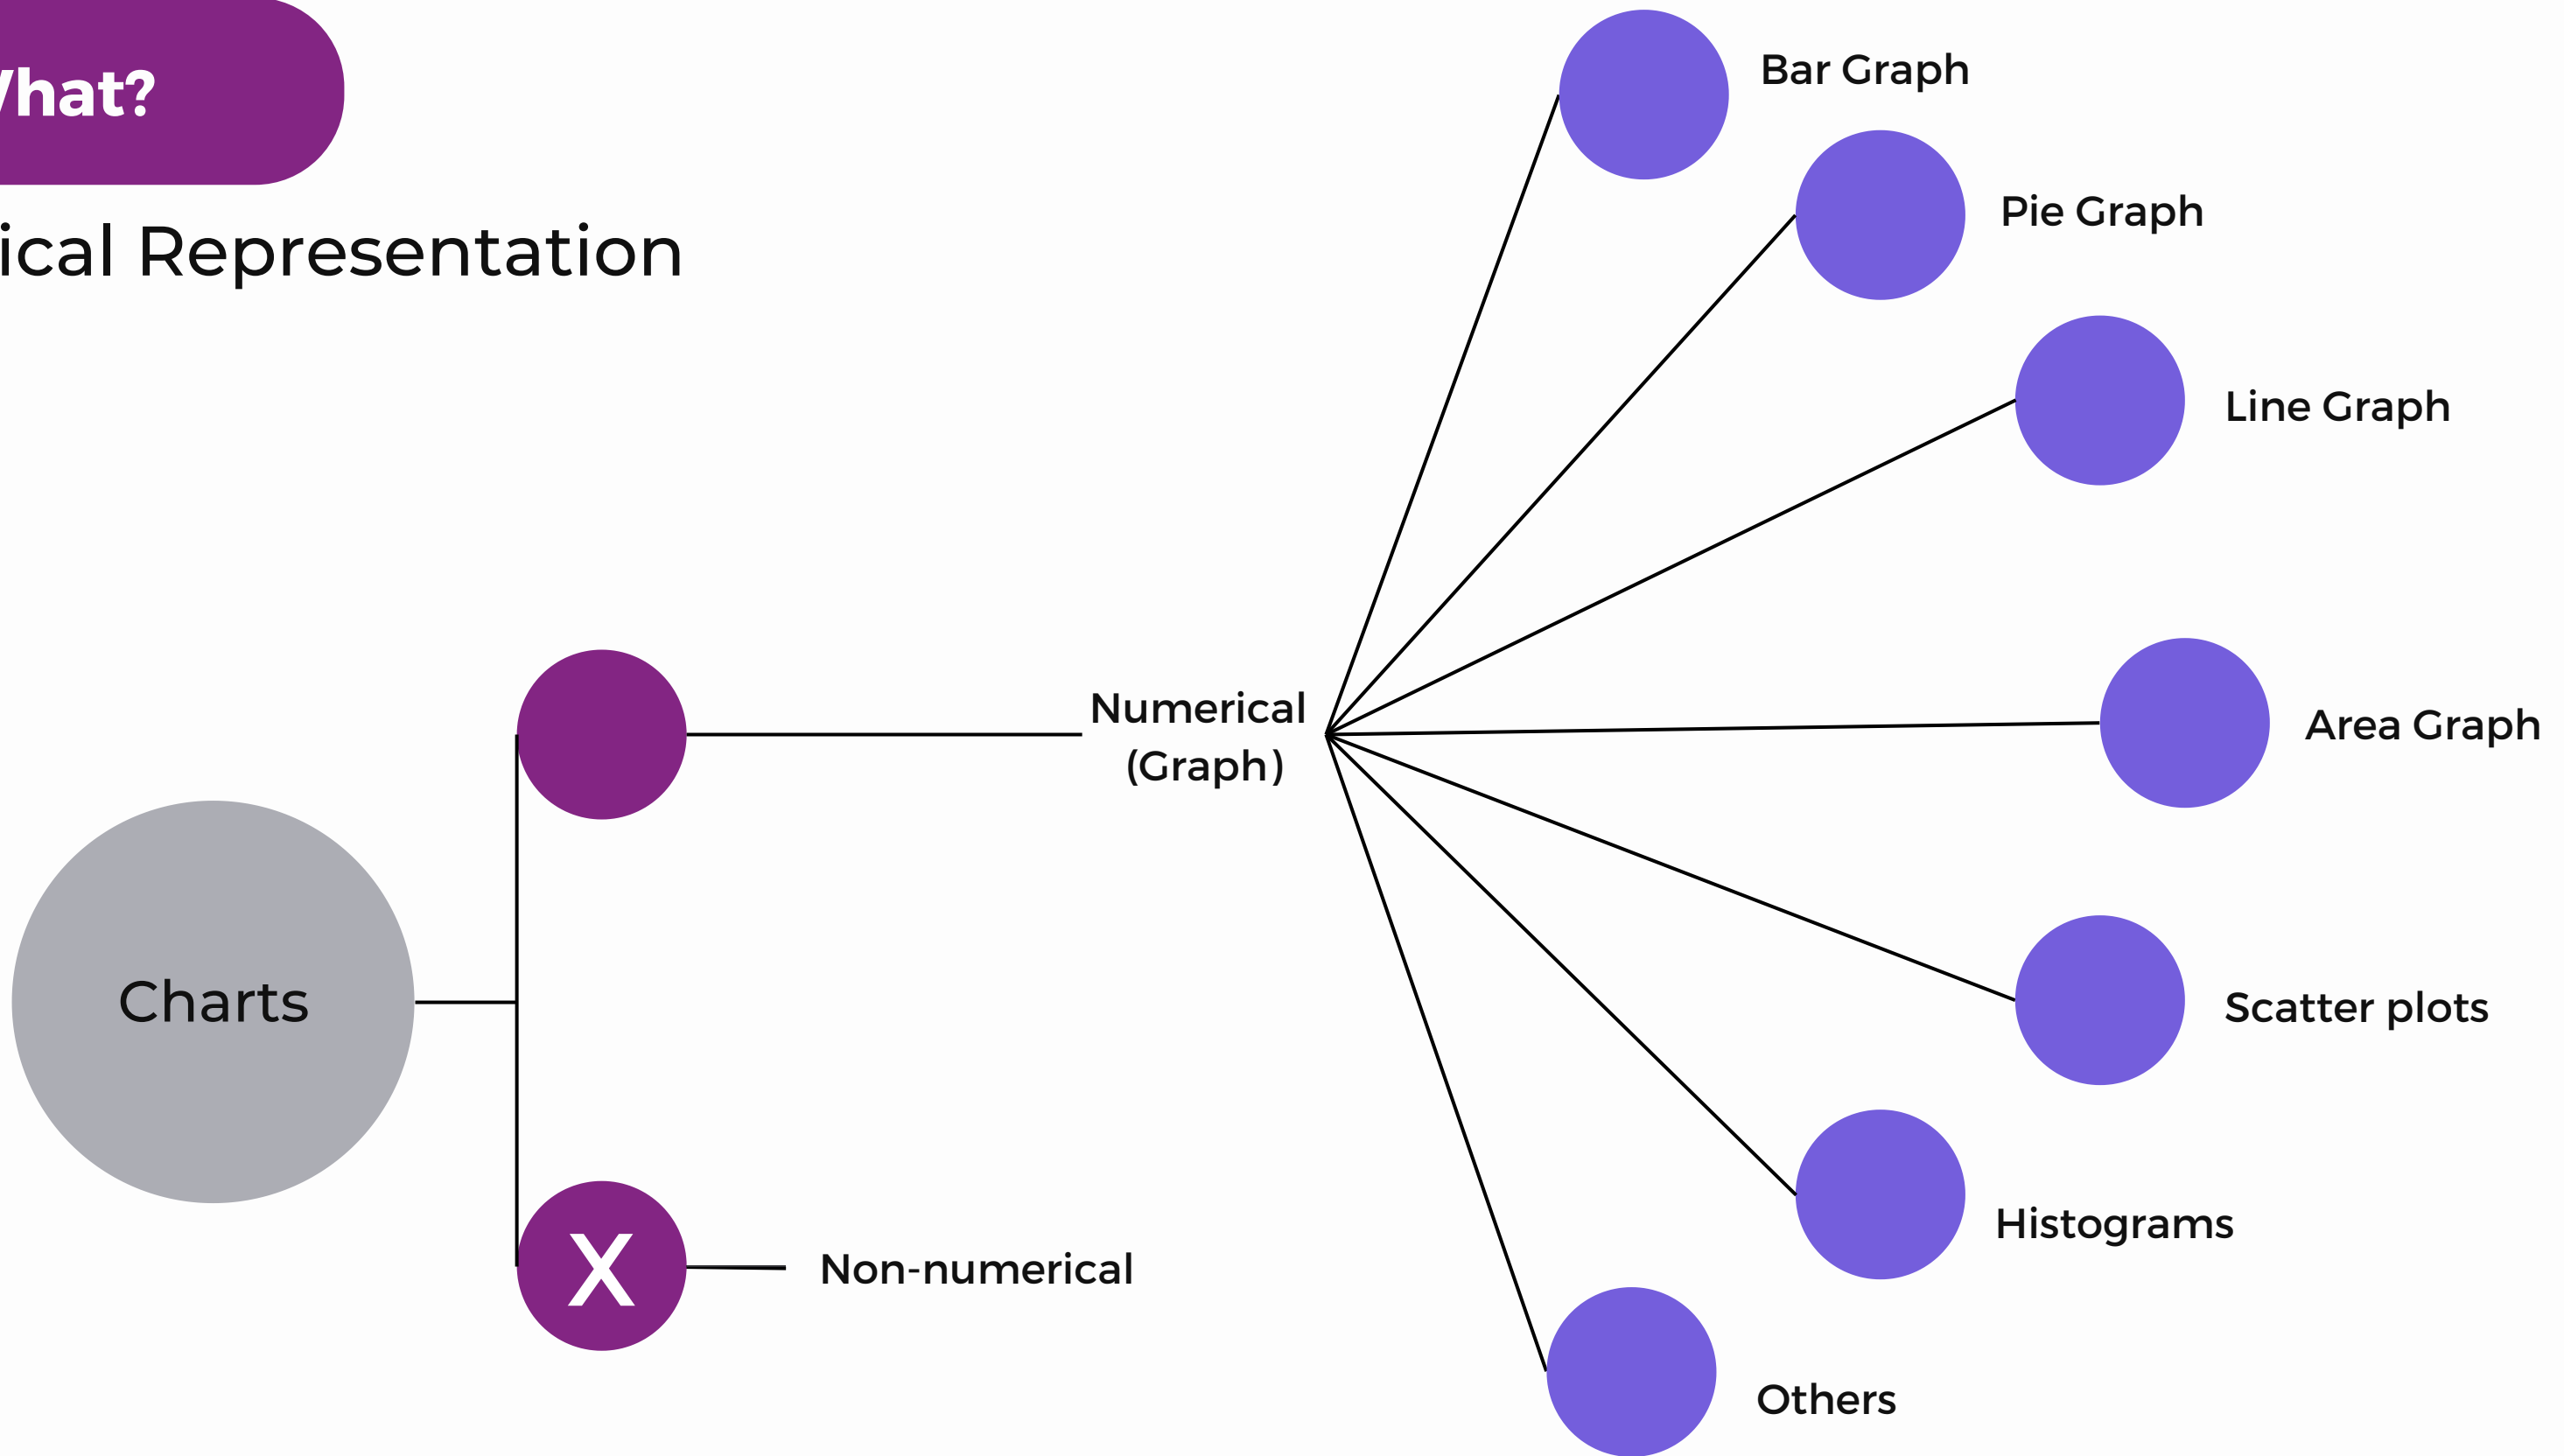 What?
ical Representation
Bar Graph
Pie Graph
Line Graph
Numerical
(Graph)
Area Graph
Charts
Scatter plots
Histograms
X
Non-numerical
Others